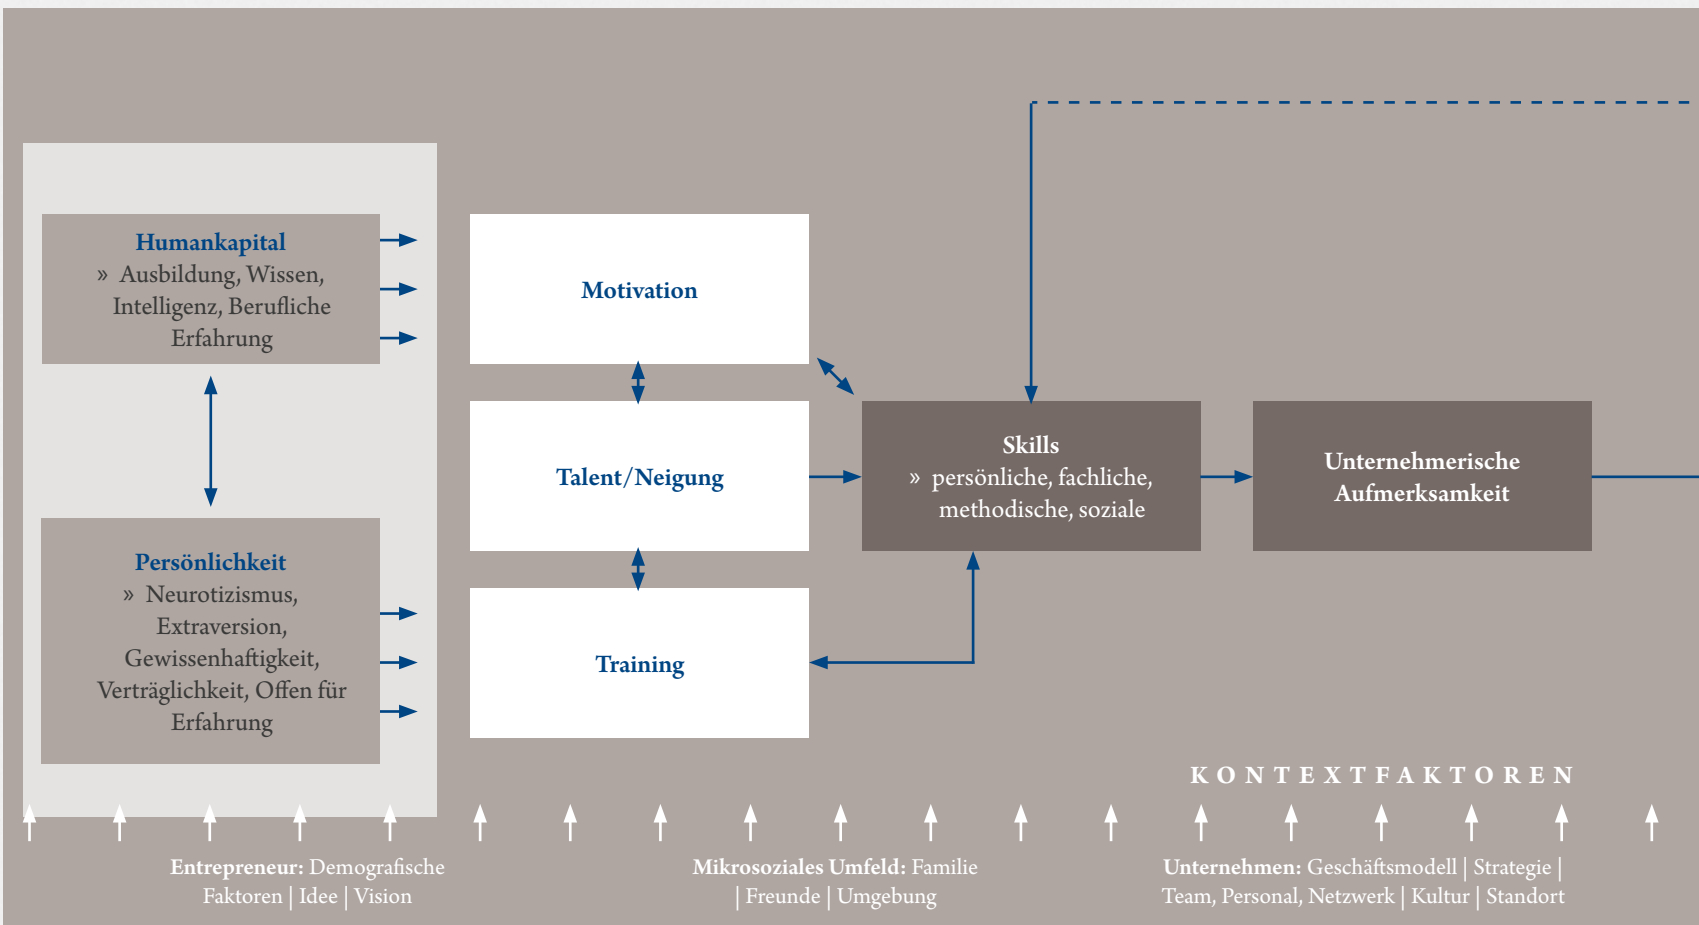 Humankapital
» Ausbildung, Wissen,
Intelligenz, Berufliche
Erfahrung
Persönlichkeit
» Neurotizismus,
Extraversion,
Gewissenhaftigkeit,
Verträglichkeit, Offen für
Erfahrung
Motivation
Talent/Neigung
Training
Skills
» persönliche, fachliche,
methodische, soziale
Unternehmerische
Aufmerksamkeit
KONTEXTFAKTOREN
Entrepreneur: Demografische
Faktoren | Idee | Vision
Mikrosoziales Umfeld: Familie
| Freunde | Umgebung
Unternehmen: Geschäftsmodell | Strategie |
Team, Personal, Netzwerk | Kultur | Standort